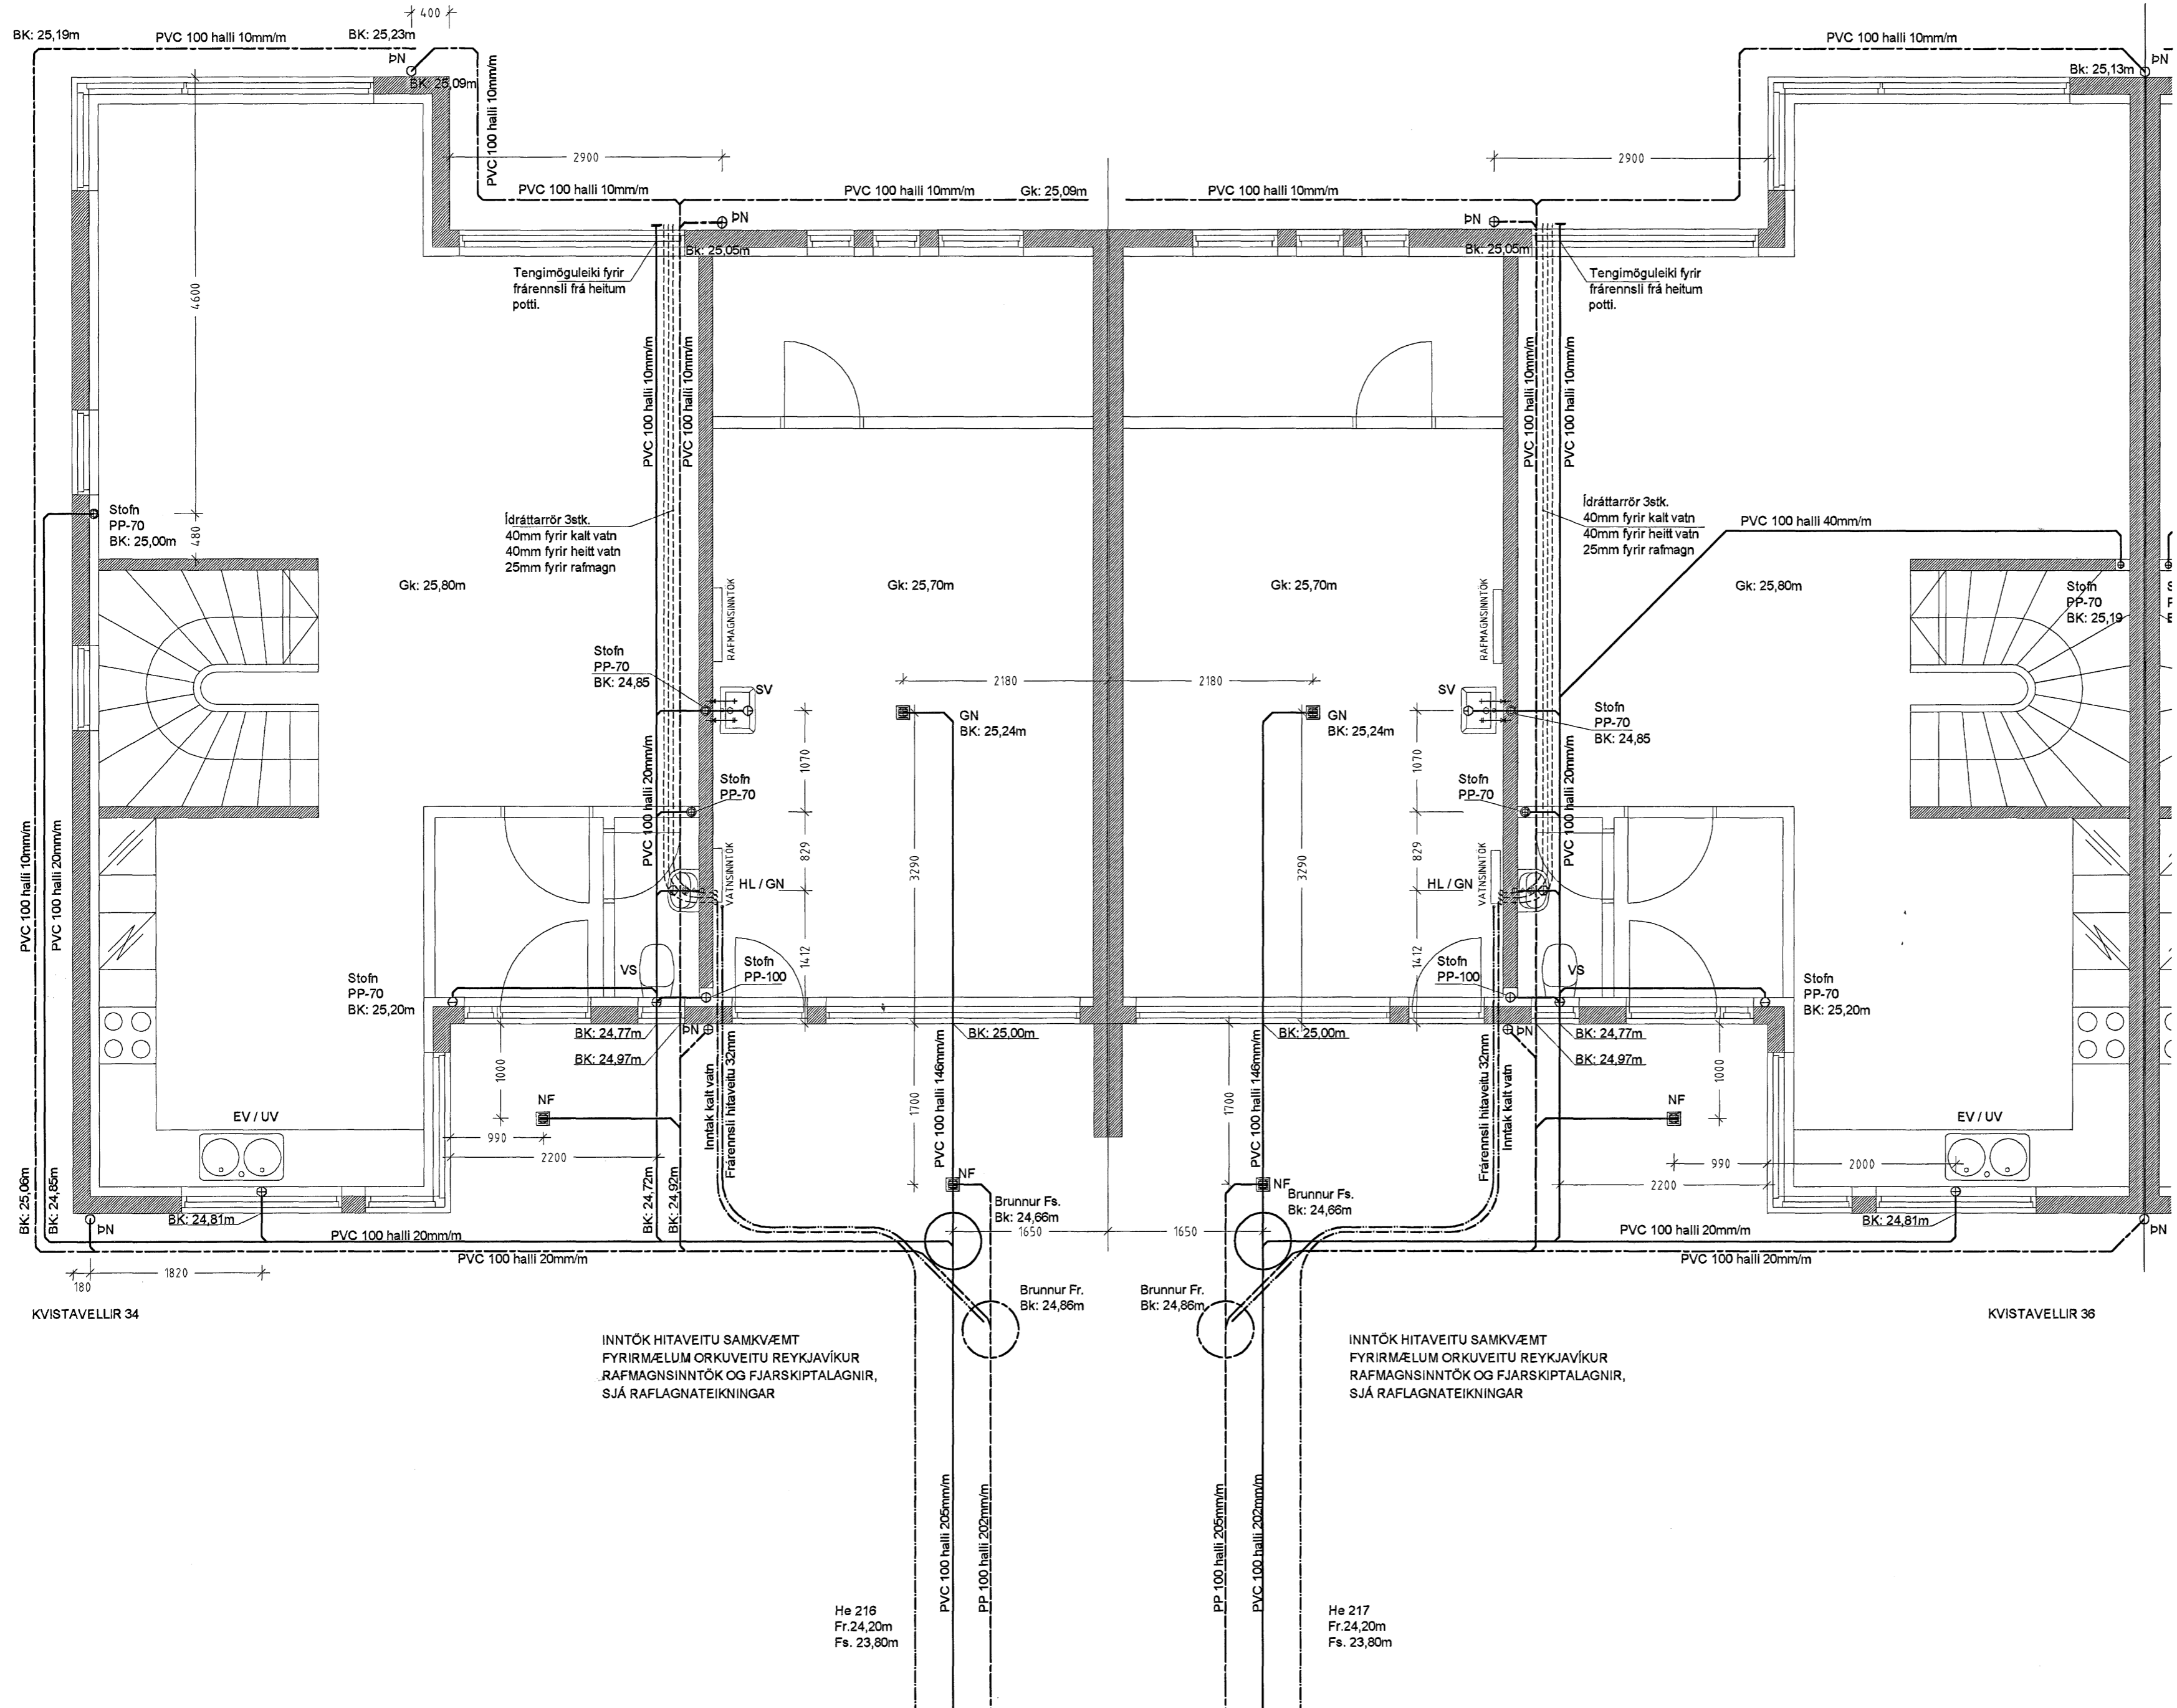 400
BK: 25,19m
PVC 100 halli 10mm/m
BK: 25,23m
ÞN
BK: 25,09m
PVC 100 halli 10mm/m
PVC 100 halli 10mm/m
ÞN
Bk: 25,13m
2900
2900
PVC 100 halli 10mm/m
PVC 100 halli 10mm/m
Gk: 25,09m
PVC 100 halli 10mm/m
ÞN
ÞN
Bk: 25,05m
Bk: 25,05m
Tengimöguleiki fyrir
frárennsli frá heitum
potti.
Tengimöguleiki fyrir
frárennsli frá heitum
potti.
4600
480
PVC 100 halli 10mm/m
PVC 100 halli 10mm/m
PVC 100 halli 10mm/m
PVC 100 halli 10mm/m
Stofn
PP-70
BK: 25,00m
Ídráttarrör 3stk.
40mm fyrir kalt vatn
40mm fyrir heitt vatn
25mm fyrir rafmagn
Ídráttarrör 3stk.
40mm fyrir kalt vatn
40mm fyrir heitt vatn
25mm fyrir rafmagn
PVC 100 halli 40mm/m
Gk: 25,80m
Gk: 25,70m
Gk: 25,70m
Gk: 25,80m
Stofn
PP-70
BK: 25,19
RAFMAGNSINNTÖK
RAFMAGNSINNTÖK
Stofn
PP-70
BK: 24,85
SV
2180
2180
SV
Stofn
PP-70
BK: 24,85
GN
BK: 25,24m
GN
BK: 25,24m
1070
1070
PVC 100 halli 20mm/m
PVC 100 halli 20mm/m
Stofn
PP-70
Stofn
PP-70
829
3290
3290
829
VATNSINNTÖK
VATNSINNTÖK
HL / GN
HL / GN
PVC 100 halli 10mm/m
PVC 100 halli 20mm/m
1412
1412
VS
VS
Stofn
PP-100
Stofn
PP-100
Stofn
PP-70
BK: 25,20m
Stofn
PP-70
BK: 25,20m
BK: 24,77m
ÞN
BK: 24,97m
BK: 25,00m
BK: 25,00m
ÞN
BK: 24,77m
BK: 24,97m
1000
1000
Inntak kalt vatn
Frárennsli hitaveitu 32mm
PVC 100 halli 146mm/m
1700
1700
PVC 100 halli 146mm/m
Frárennsli hitaveitu 32mm
Inntak kalt vatn
NF
NF
EV / UV
EV / UV
990
2200
990
2000
2200
BK: 25,06m
BK: 24,85m
BK: 24,72m
BK: 24,92m
NF
NF
Brunnur Fs.
Bk: 24,66m
Brunnur Fs.
Bk: 24,66m
1650
1650
ÞN
BK: 24,81m
BK: 24,81m
ÞN
PVC 100 halli 20mm/m
PVC 100 halli 20mm/m
PVC 100 halli 20mm/m
PVC 100 halli 20mm/m
180
1820
Brunnur Fr.
Bk: 24,86m
Brunnur Fr.
Bk: 24,86m
KVISTAVELLIR 34
KVISTAVELLIR 36
INNTÖK HITAVEITU SAMKVÆMT
FYRIRMÆLUM ORKUVEITU REYKJAVÍKUR
RAFMAGNSINNTÖK OG FJARSKIPTALAGNIR,
SJÁ RAFLAGNATEIKNINGAR
INNTÖK HITAVEITU SAMKVÆMT
FYRIRMÆLUM ORKUVEITU REYKJAVÍKUR
RAFMAGNSINNTÖK OG FJARSKIPTALAGNIR,
SJÁ RAFLAGNATEIKNINGAR
PVC 100 halli 205mm/m
PP 100 halli 202mm/m
PP 100 halli 205mm/m
PVC 100 halli 202mm/m
He 216
Fr.24,20m
Fs. 23,80m
He 217
Fr.24,20m
Fs. 23,80m